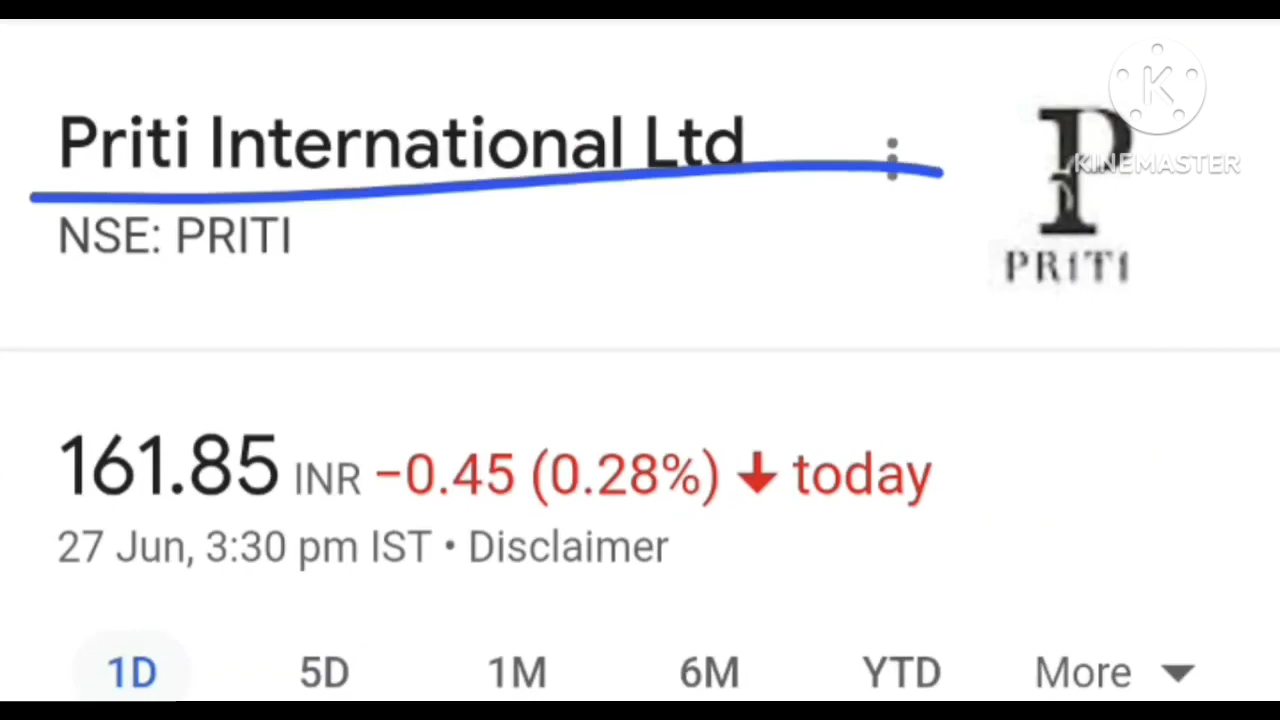 Priti International Ltd
NSE: PRITI
PRITI
KINEMASTER
161.85 INR −0.45 (0.28%) ↓ today
27 Jun, 3:30 pm IST • Disclaimer
1D 5D 1M 6M YTD More